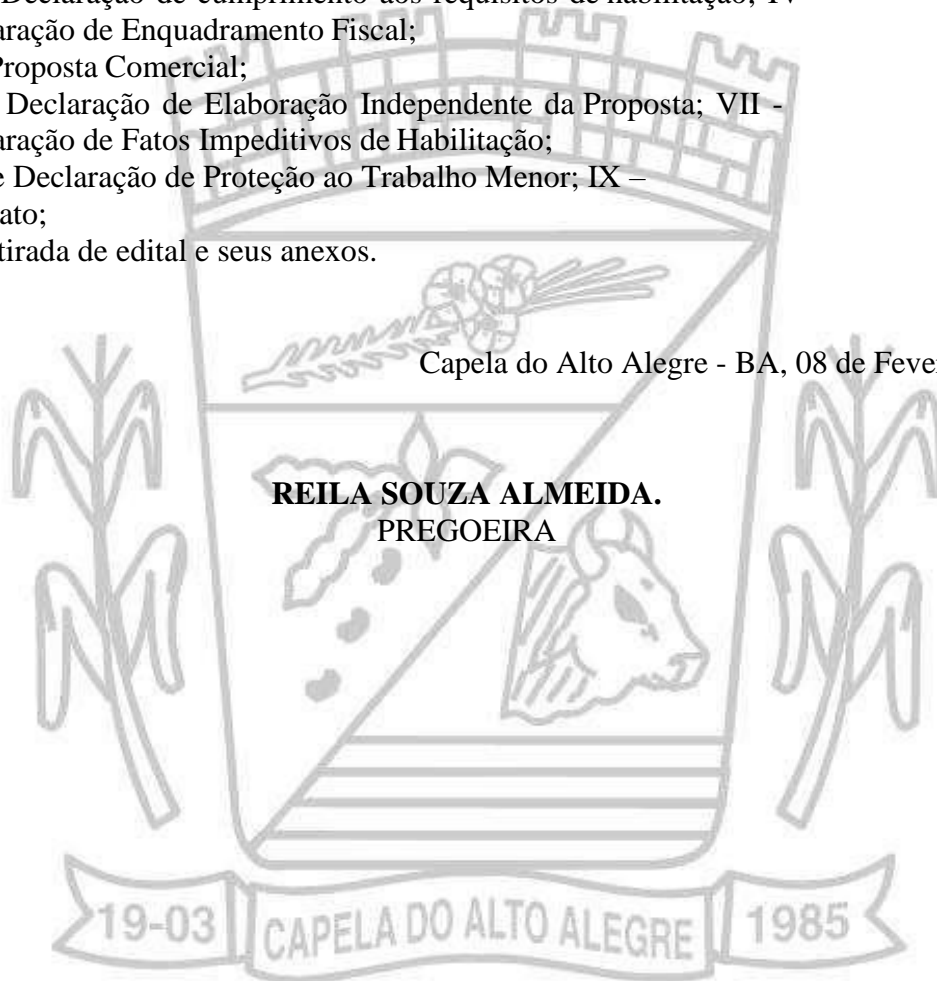 Declaração de cumprimento aos requisitos de habilitação; IV
aração de Enquadramento Fiscal;
Proposta Comercial;
Declaração de Elaboração Independente da Proposta; VII -
aração de Fatos Impeditivos de Habilitação;
e Declaração de Proteção ao Trabalho Menor; IX –
ato;
tirada de edital e seus anexos.
Capela do Alto Alegre - BA, 08 de Fever
REILA SOUZA ALMEIDA.
PREGOEIRA
19-03 CAPELA DO ALTO ALEGRE 1985